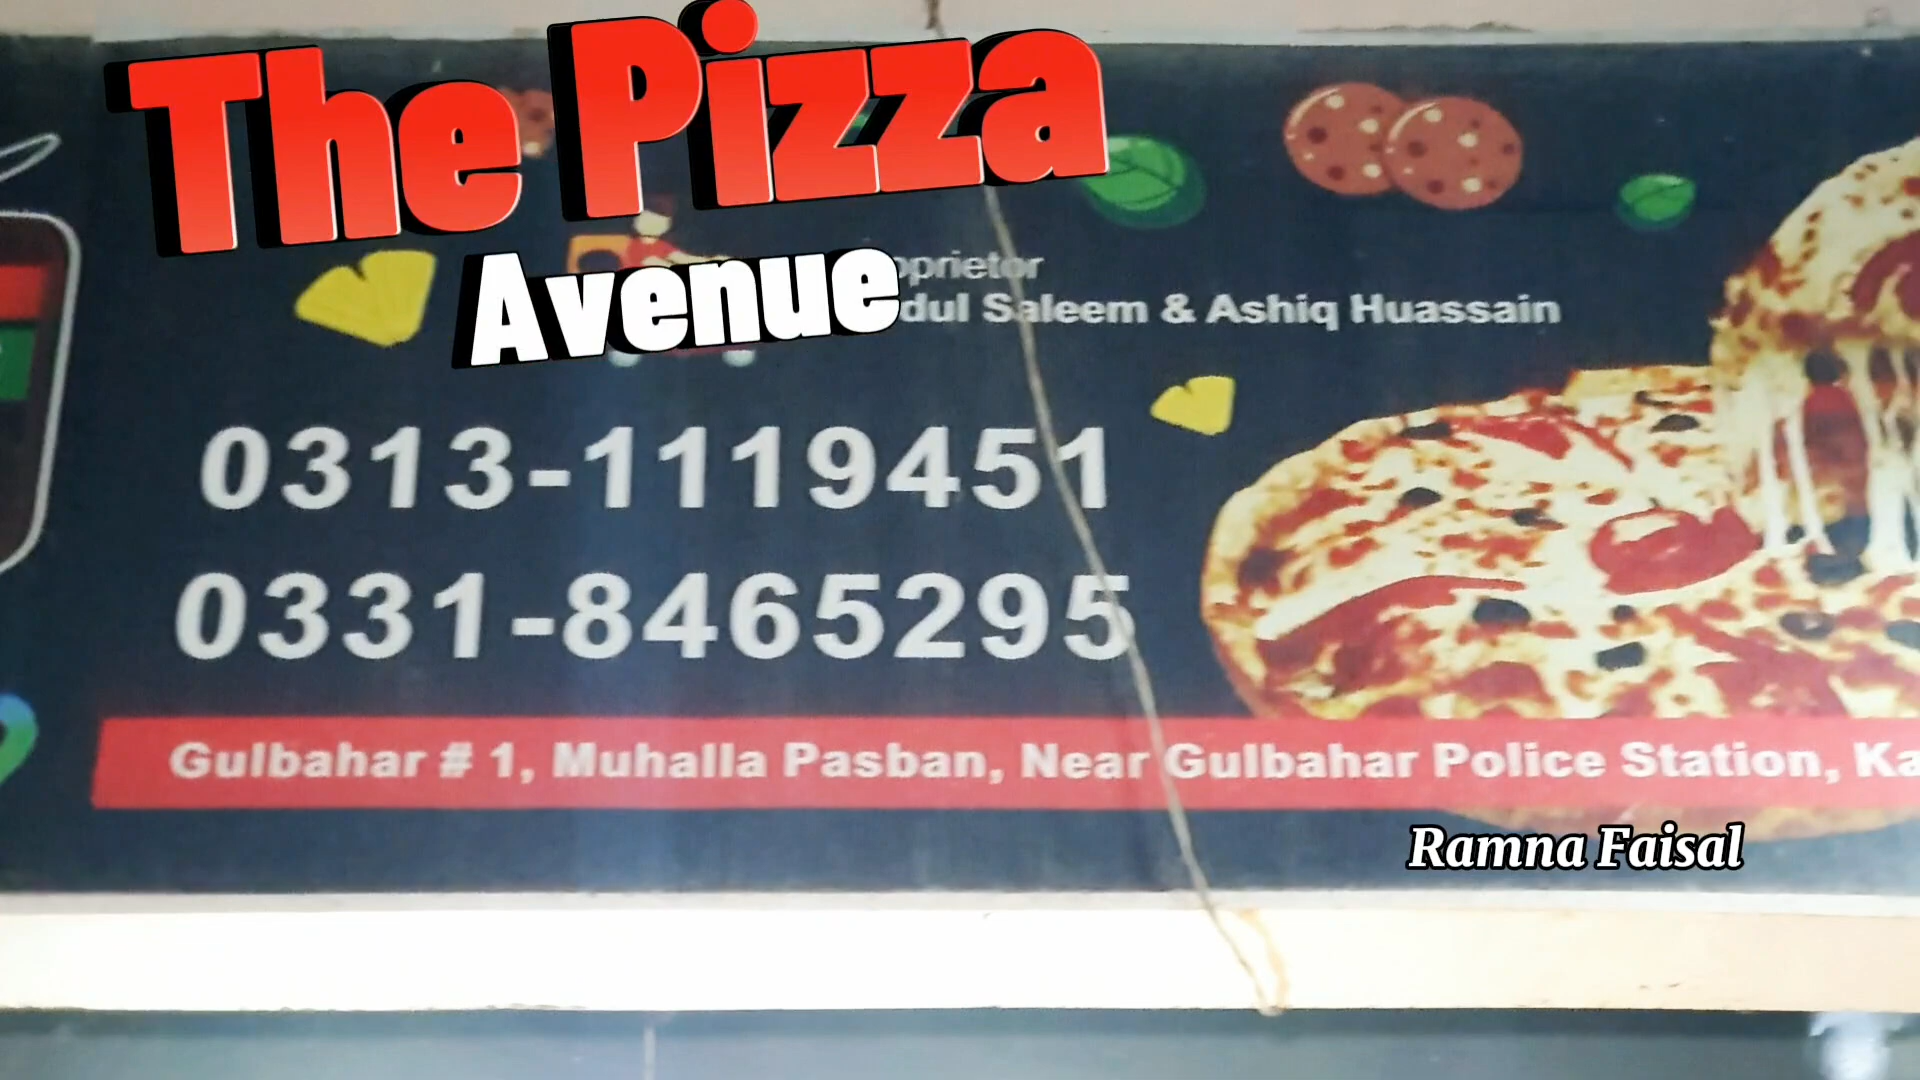 The Pizza
Avenue
oprietor
dul Saleem & Ashiq Huassain
0313-1119451
0331-8465295
Gulbahar # 1, Muhalla Pasban, Near Gulbahar Police Station, Ka
Ramna Faisal